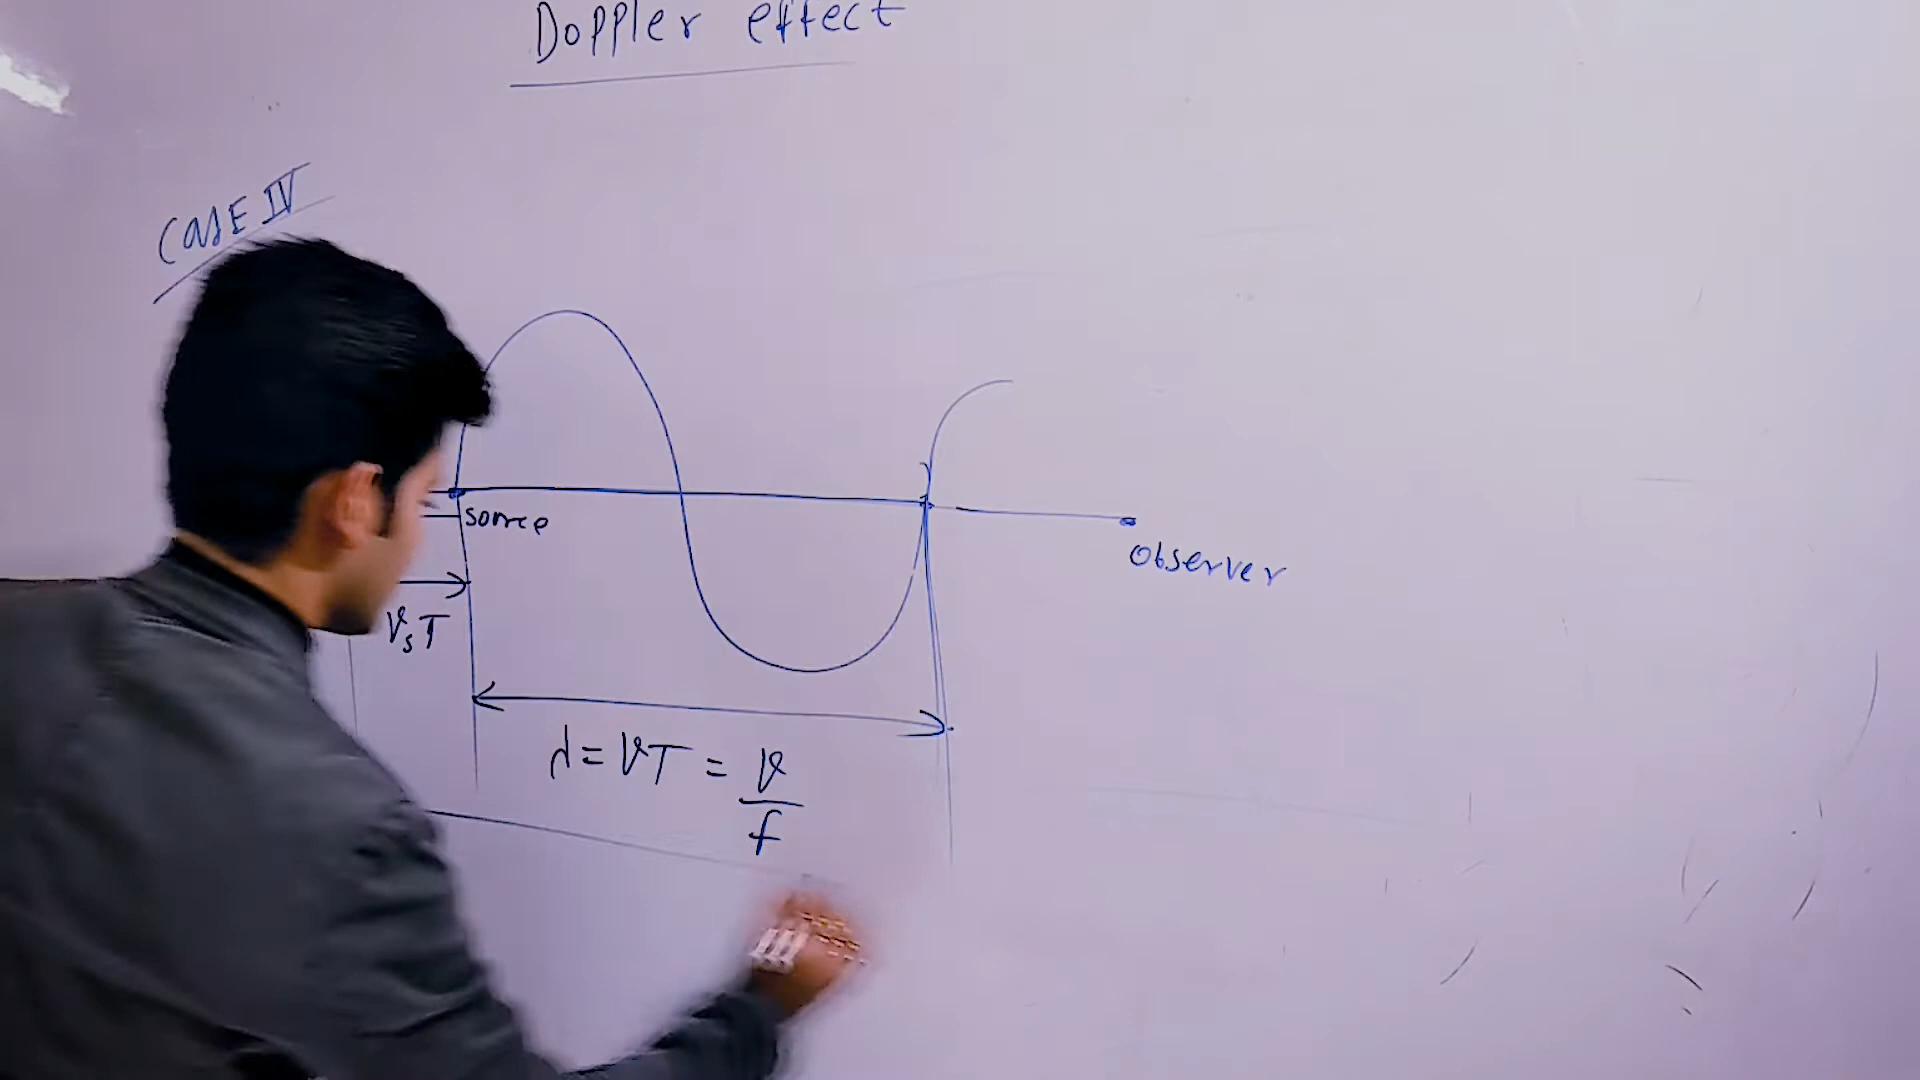 Doppler effect
CASE IV
source
observer
VsT
λ = VT = V
f